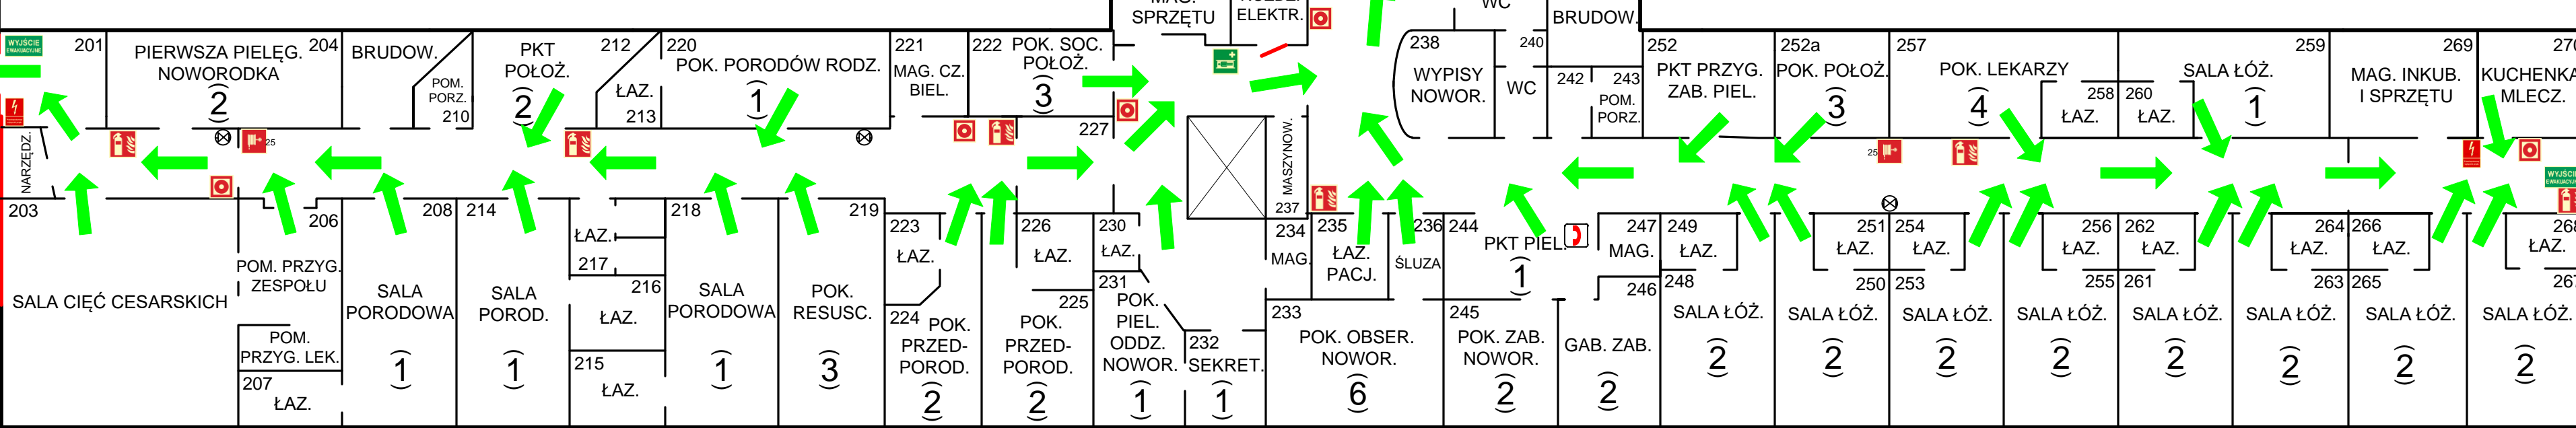 MAG.
SPRZĘTU
ELEKTR.
WC
BRUDOW.
WYJŚCIE
EWAKUACYJNE
201
PIERWSZA PIELĘG.
NOWORODKA
204
2
BRUDOW.
POM.
PORZ.
210
PKT
POŁOŻ.
2
212
ŁAZ.
213
220
POK. PORODÓW RODZ.
1
221
MAG. CZ.
BIEL.
222
POK. SOC.
POŁOŻ.
3
227
238
WYPISY
NOWOR.
240
WC
242
243
POM.
PORZ.
252
PKT PRZYG.
ZAB. PIEL.
252a
POK. POŁOŻ.
3
257
POK. LEKARZY
4
258
ŁAZ.
260
ŁAZ.
SALA ŁÓŻ.
1
259
MAG. INKUB.
I SPRZĘTU
269
270
KUCHENKA
MLECZ.
NARZĘDZ.
25
MASZYNOW.
237
25
WYJŚCIE
EWAKUACYJNE
203
SALA CIĘĆ CESARSKICH
206
POM. PRZYG.
ZESPOŁU
POM.
PRZYG. LEK.
207
ŁAZ.
208
SALA
PORODOWA
1
214
SALA
POROD.
1
ŁAZ.
217
216
ŁAZ.
215
ŁAZ.
218
SALA
PORODOWA
1
219
POK.
RESUSC.
3
223
ŁAZ.
224
POK.
PRZED-
POROD.
2
226
ŁAZ.
225
POK.
PRZED-
POROD.
2
230
ŁAZ.
231
POK.
PIEL.
ODDZ.
NOWOR.
1
232
SEKRET.
1
234
MAG.
235
ŁAZ.
PACJ.
236
ŚLUZA
233
POK. OBSER.
NOWOR.
6
244
PKT PIEL.
1
245
POK. ZAB.
NOWOR.
2
247
MAG.
246
GAB. ZAB.
2
249
ŁAZ.
248
SALA ŁÓŻ.
2
251
ŁAZ.
250
SALA ŁÓŻ.
2
254
ŁAZ.
253
SALA ŁÓŻ.
2
256
ŁAZ.
255
SALA ŁÓŻ.
2
262
ŁAZ.
261
SALA ŁÓŻ.
2
264
ŁAZ.
263
SALA ŁÓŻ.
2
266
ŁAZ.
265
SALA ŁÓŻ.
2
268
ŁAZ.
267
SALA ŁÓŻ.
2